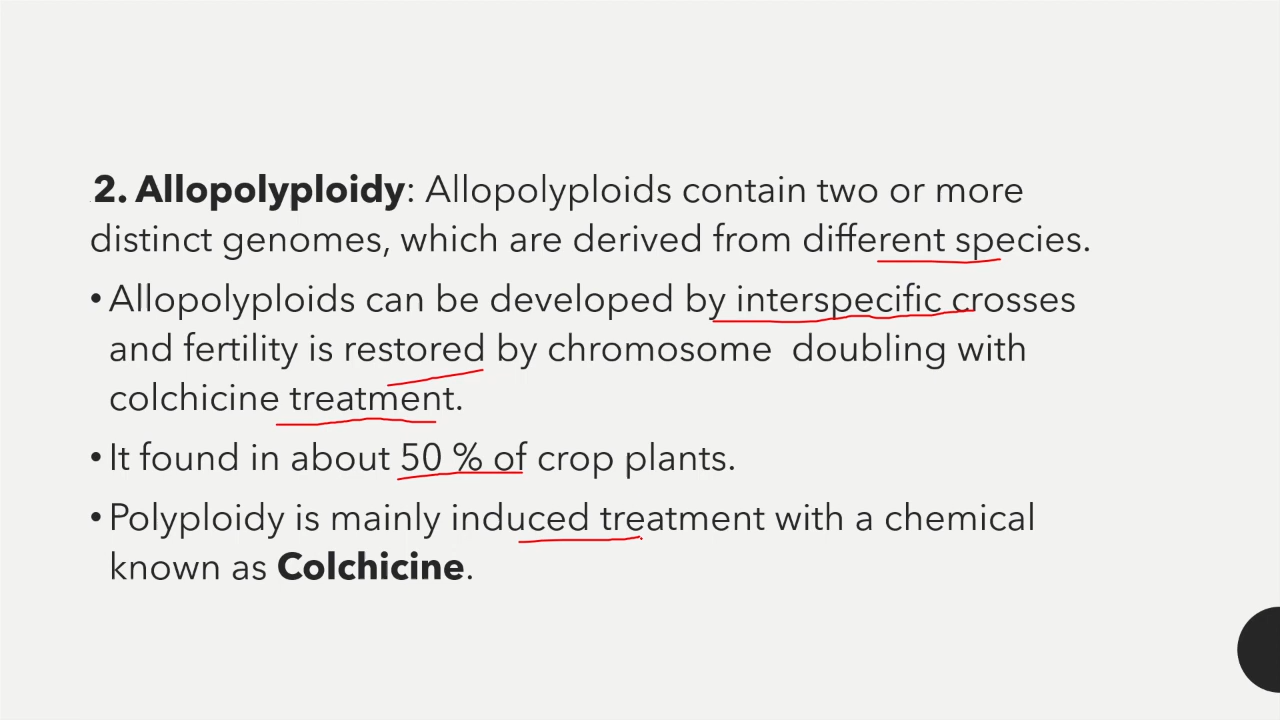 2. Allopolyploidy: Allopolyploids contain two or more
distinct genomes, which are derived from different species.
• Allopolyploids can be developed by interspecific crosses
and fertility is restored by chromosome  doubling with
colchicine treatment.
• It found in about 50 % of crop plants.
• Polyploidy is mainly induced treatment with a chemical
known as Colchicine.